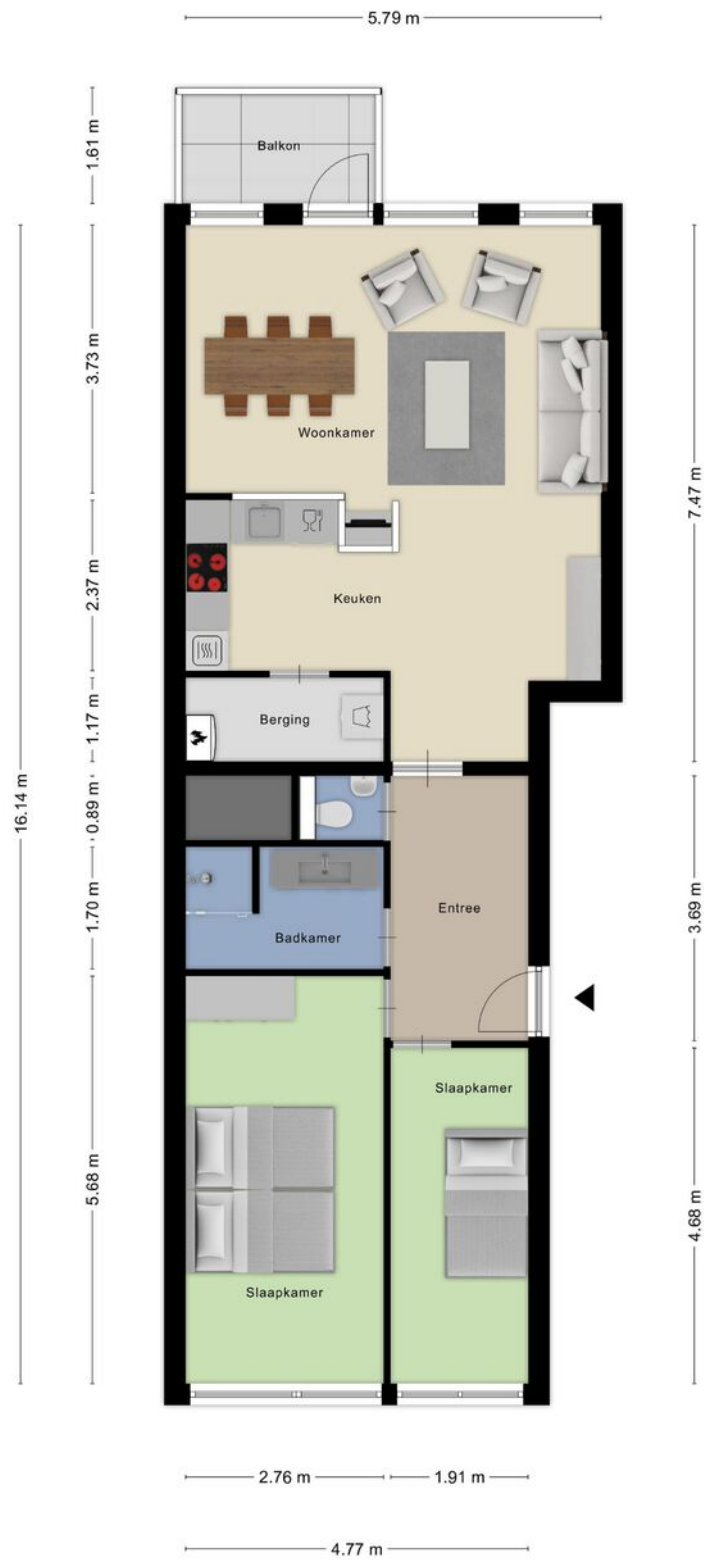 5.79 m
1.61 m
Balkon
3.73 m
Woonkamer
7.47 m
2.37 m
Keuken
1.17 m
Berging
16.14 m
0.89 m
1.70 m
Entree
3.69 m
Badkamer
Slaapkamer
5.68 m
4.68 m
Slaapkamer
2.76 m
1.91 m
4.77 m